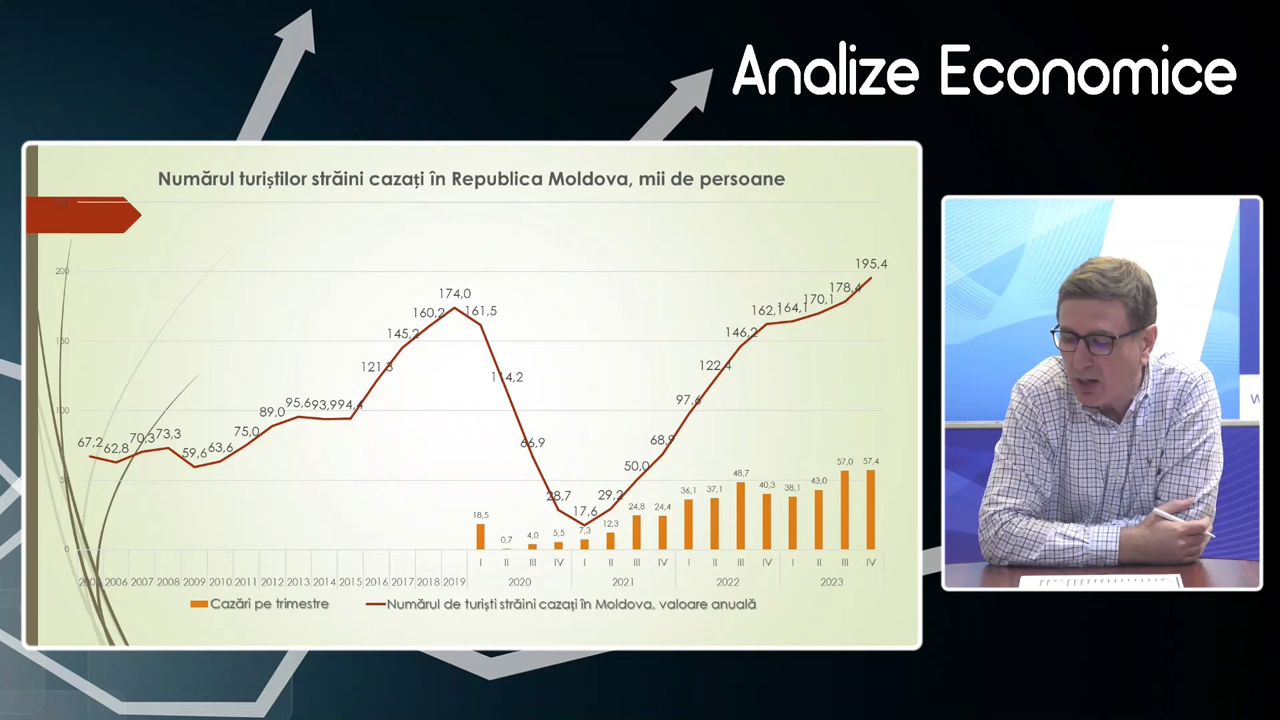 Analize Economice
Numărul turiștilor străini cazați în Republica Moldova, mii de persoane
200
150
100
0
67,2 62,8 70,3 73,3 59,6 63,6 75,0 89,0 95,6 93,9 94,4 121,3 145,2 160,2 174,0 161,5 114,2 66,9 28,7 17,6 29,2 50,0 68,9 97,6 122,4 146,2 162,1 164,1 170,1 178,4 195,4
18,5 0,7 4,0 5,5 7,3 12,3 24,8 24,4 36,1 37,1 48,7 40,3 38,1 43,0 57,0 57,4
I II III IV I II III IV I II III IV I II III IV
2006 2007 2008 2009 2010 2011 2012 2013 2014 2015 2016 2017 2018 2019 2020 2021 2022 2023
Cazări pe trimestre Numărul de turiști străini cazați în Moldova, valoare anuală
W